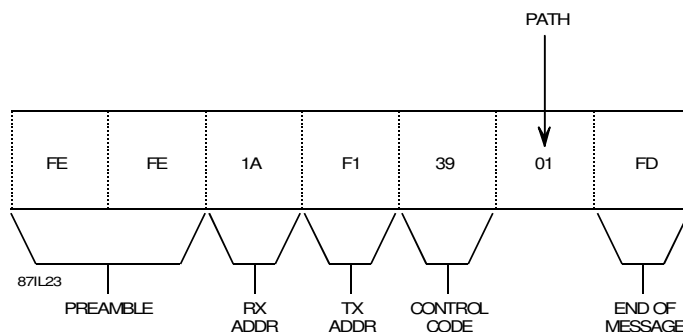 PATH
FE FE 1A F1 39 01 FD
87IL23
PREAMBLE RX ADDR TX ADDR CONTROL CODE END OF MESSAGE